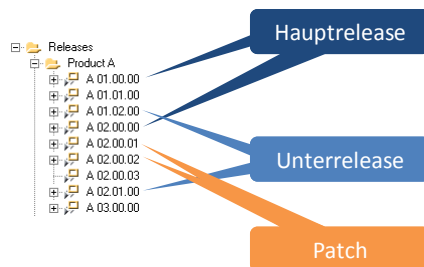 Hauptrelease
Releases
Product A
A 01.00.00
A 01.01.00
A 01.02.00
A 02.00.00
A 02.00.01
A 02.00.02
A 02.00.03
A 02.01.00
A 03.00.00
Unterrelease
Patch